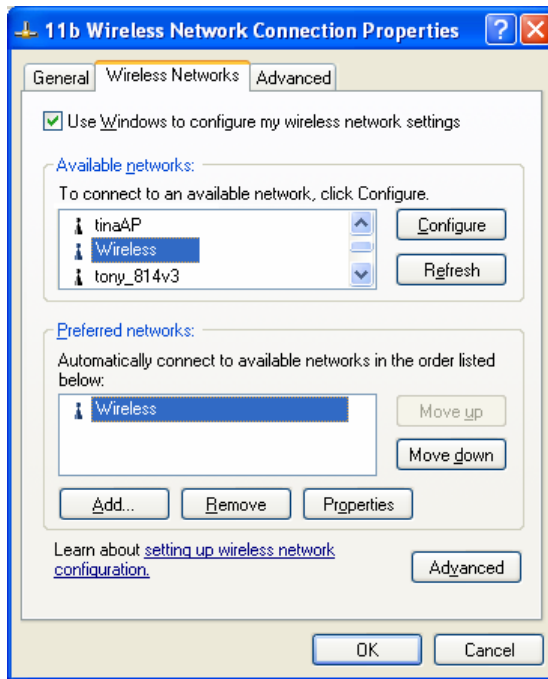 11b Wireless Network Connection Properties
General Wireless Networks Advanced
Use Windows to configure my wireless network settings
Available networks:
To connect to an available network, click Configure.
tinaAP
Wireless
tony_814v3
Configure
Refresh
Preferred networks:
Automatically connect to available networks in the order listed
below:
Wireless
Move up
Move down
Add... Remove Properties
Learn about setting up wireless network
configuration.
Advanced
OK Cancel